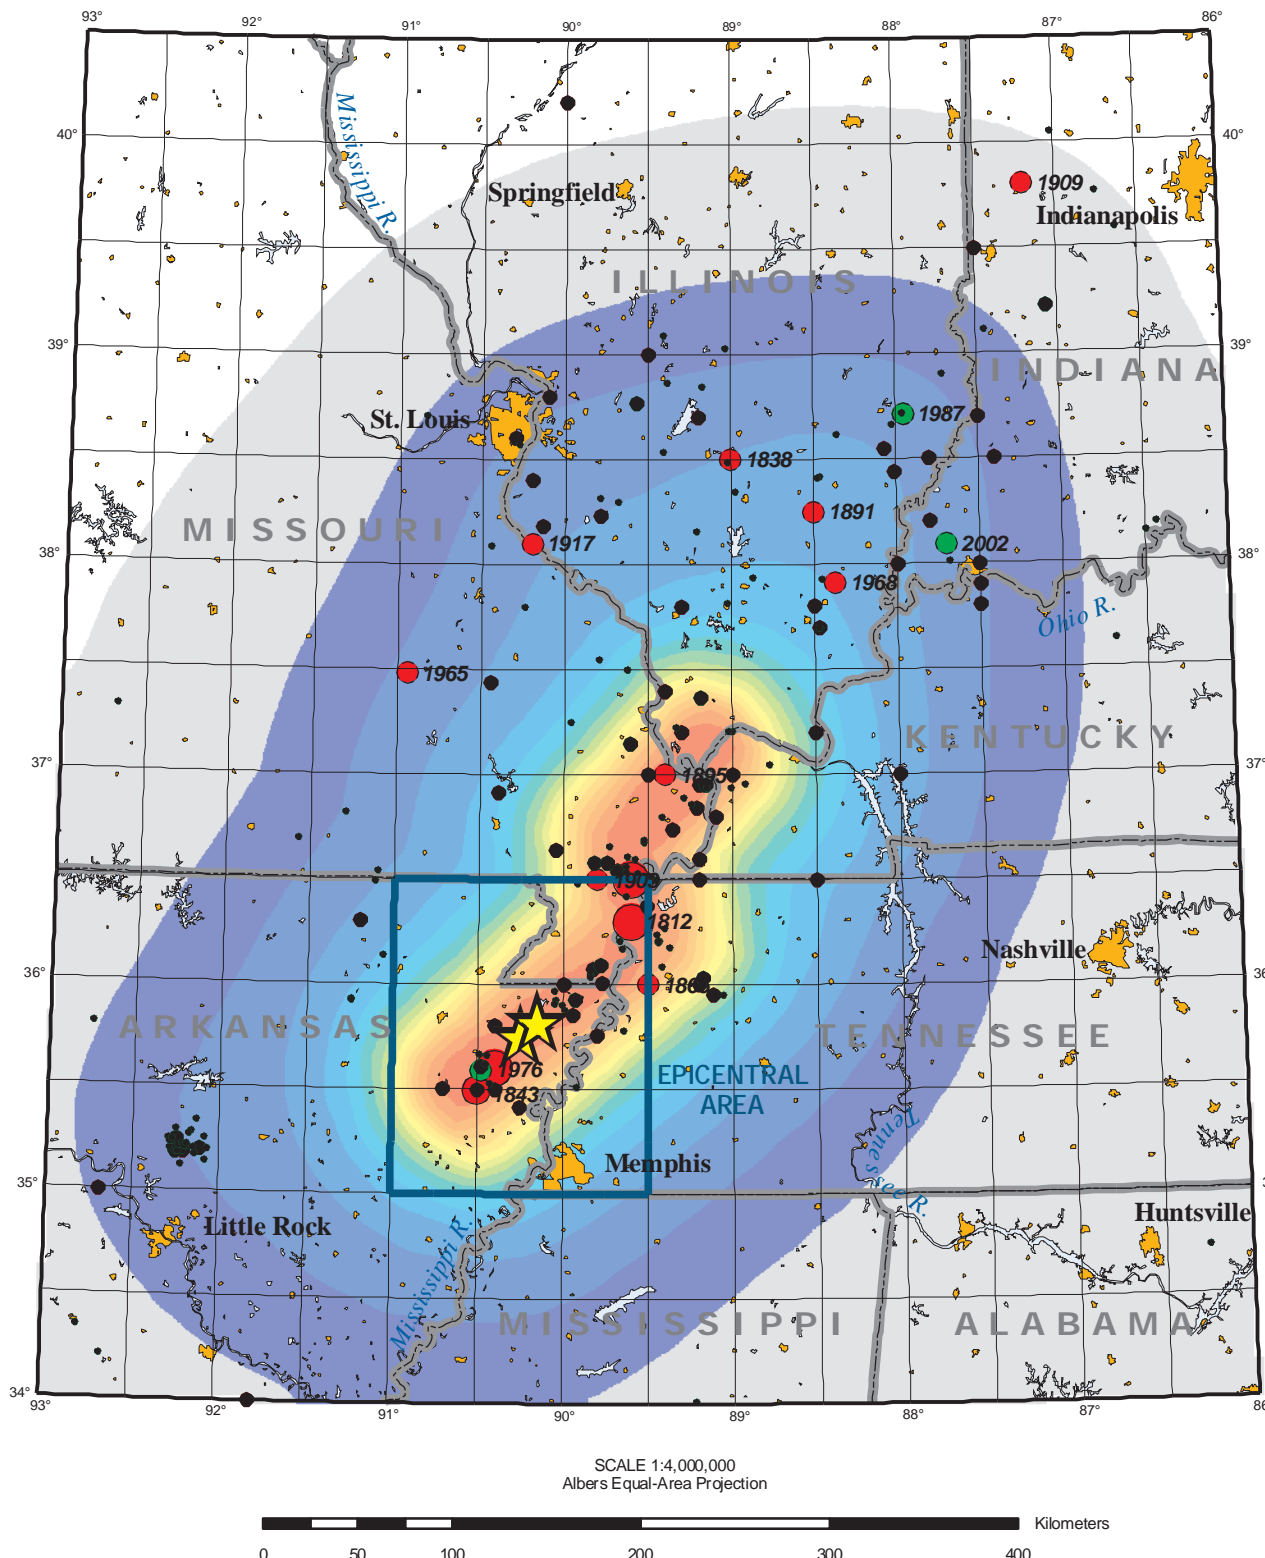 93°
92°
91°
90°
89°
88°
87°
86°
Mississippi R.
40°
40°
Springfield
1909
Indianapolis
ILLINOIS
39°
39°
INDIANA
St. Louis
1987
1838
MISSOURI
1891
1917
2002
38°
38°
1968
Ohio R.
1965
KENTUCKY
37°
37°
1895
1903
1812
Nashville
36°
36
ARKANSAS
TENNESSEE
1976
EPICENTRAL
AREA
1843
Tennessee R.
Memphis
35°
3
Little Rock
Huntsville
Mississippi R.
MISSISSIPPI
ALABAMA
34°
93°
92°
91°
90°
89°
88°
87°
86
SCALE 1:4,000,000
Albers Equal-Area Projection
Kilometers
0 50 100 200 300 400